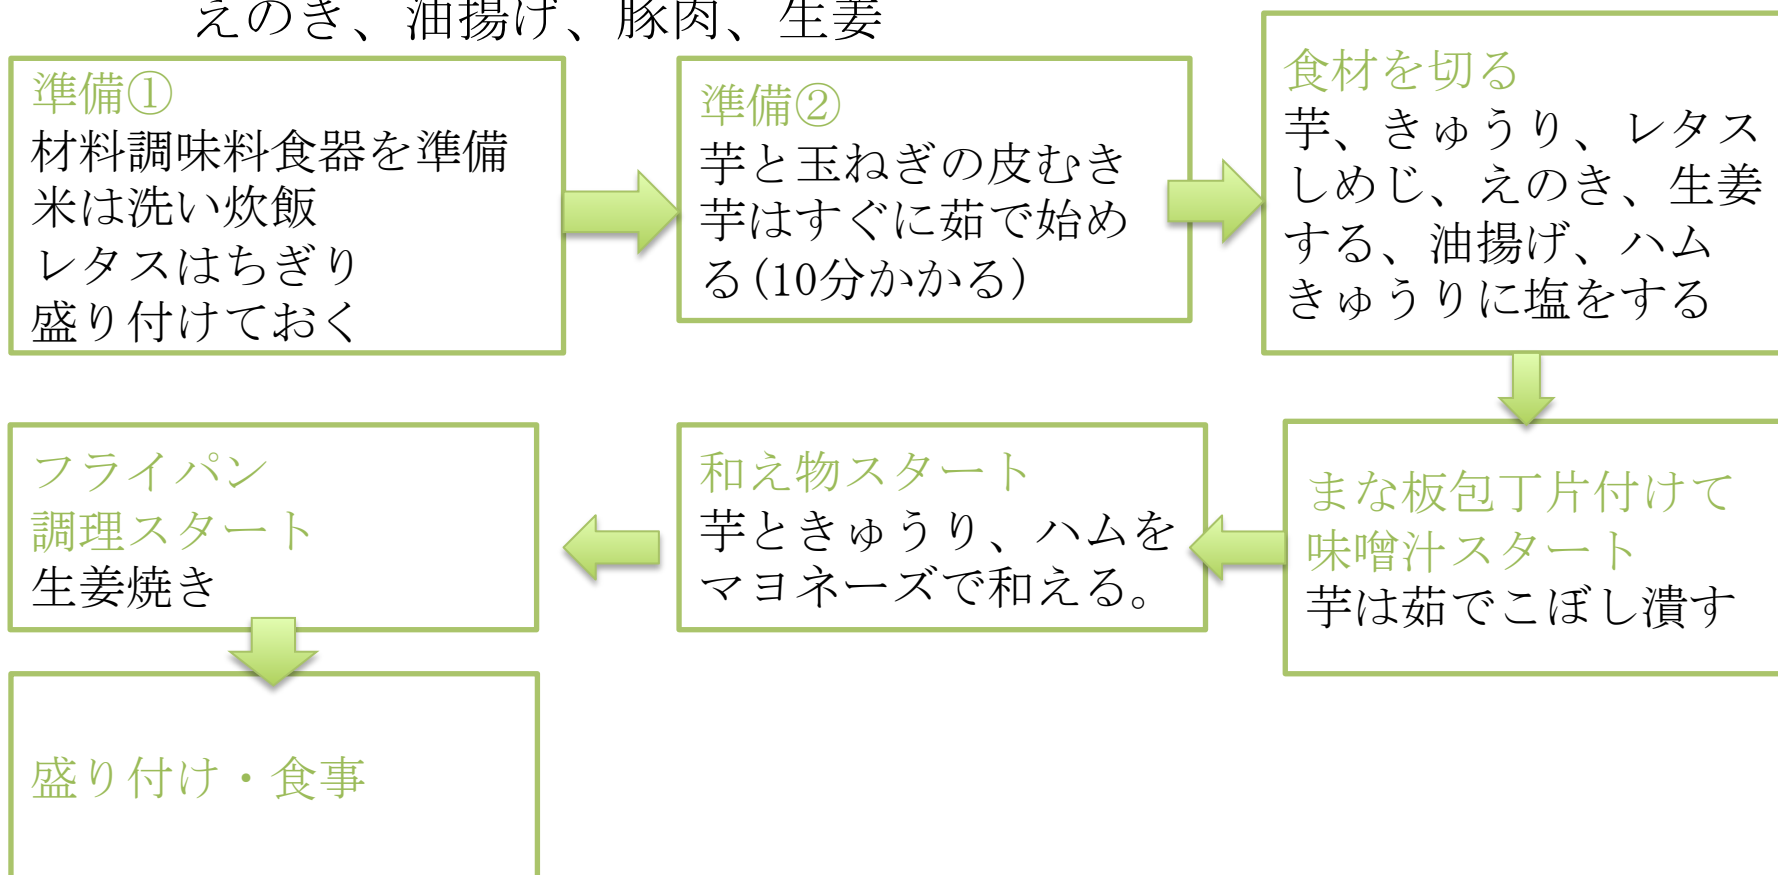 えのき、油揚げ、豚肉、生姜
準備①
材料調味料食器を準備
米は洗い炊飯
レタスはちぎり
盛り付けておく
準備②
芋と玉ねぎの皮むき
芋はすぐに茹で始め
る(10分かかる)
食材を切る
芋、きゅうり、レタス
しめじ、えのき、生姜
する、油揚げ、ハム
きゅうりに塩をする
まな板包丁片付けて
味噌汁スタート
芋は茹でこぼし潰す
和え物スタート
芋ときゅうり、ハムを
マヨネーズで和える。
フライパン
調理スタート
生姜焼き
盛り付け・食事